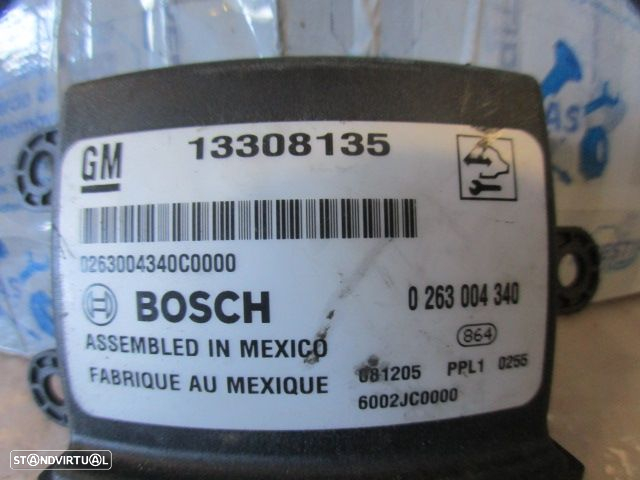 GM 13308135
0263004340C0000
BOSCH 0 263 004 340
ASSEMBLED IN MEXICO 864
FABRIQUE AU MEXIQUE 081205 PPL1 0255
6002JC0000
AS
STANDVIRTUAL